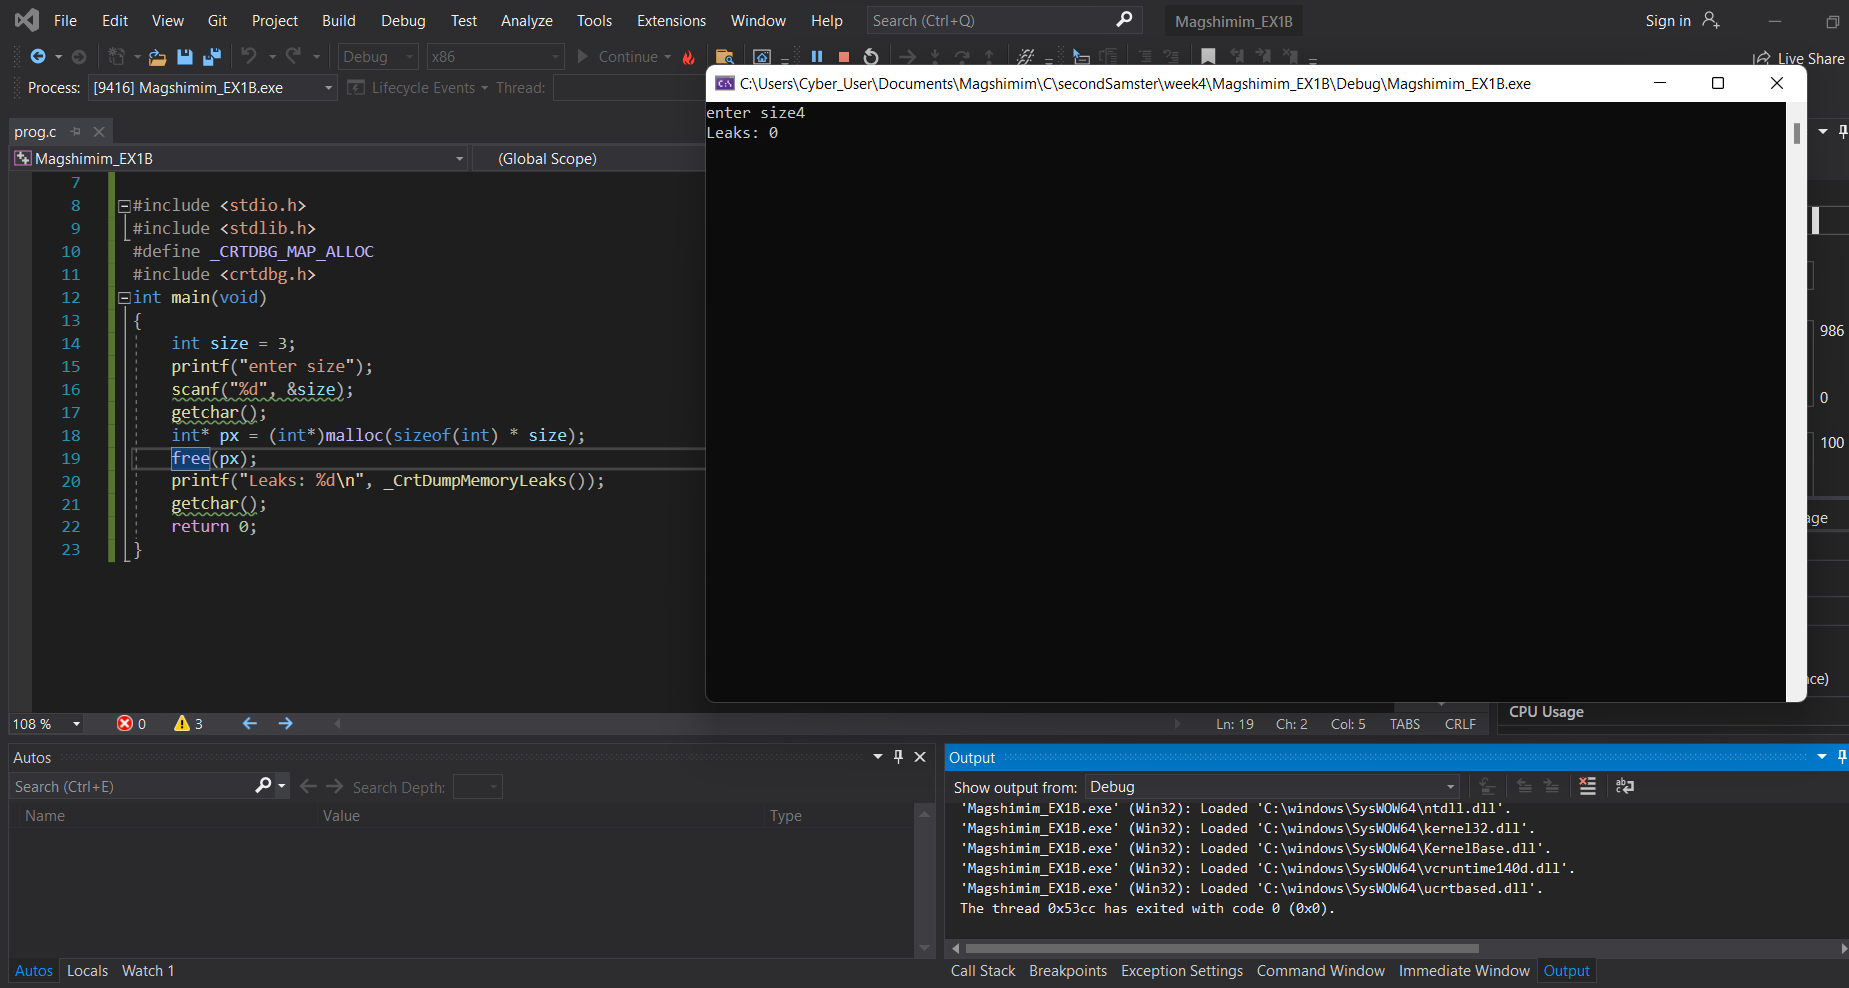 File Edit View Git Project Build Debug Test Analyze Tools Extensions Window Help Search (Ctrl+Q) Magshimim_EX1B Sign in
Debug x86 Continue Live Share
Process: [9416] Magshimim_EX1B.exe Lifecycle Events Thread:
C:\Users\Cyber_User\Documents\Magshimim\C\secondSamster\week4\Magshimim_EX1B\Debug\Magshimim_EX1B.exe
enter size4
Leaks: 0
prog.c
Magshimim_EX1B (Global Scope)
7
8 #include <stdio.h>
9 #include <stdlib.h>
10 #define _CRTDBG_MAP_ALLOC
11 #include <crtdbg.h>
12 int main(void)
13 {
14 int size = 3;
15 printf("enter size");
16 scanf("%d", &size);
17 getchar();
18 int* px = (int*)malloc(sizeof(int) * size);
19 free(px);
20 printf("Leaks: %d\n", _CrtDumpMemoryLeaks());
21 getchar();
22 return 0;
23 }
986
0
100
age
ce)
108 % 0 3 Ln: 19 Ch: 2 Col: 5 TABS CRLF
CPU Usage
Autos
Search (Ctrl+E) Search Depth:
Name Value Type
Autos Locals Watch 1
Output
Show output from: Debug
'Magshimim_EX1B.exe' (Win32): Loaded 'C:\windows\SysWOW64\ntdll.dll'.
'Magshimim_EX1B.exe' (Win32): Loaded 'C:\windows\SysWOW64\kernel32.dll'.
'Magshimim_EX1B.exe' (Win32): Loaded 'C:\windows\SysWOW64\KernelBase.dll'.
'Magshimim_EX1B.exe' (Win32): Loaded 'C:\windows\SysWOW64\vcruntime140d.dll'.
'Magshimim_EX1B.exe' (Win32): Loaded 'C:\windows\SysWOW64\ucrtbased.dll'.
The thread 0x53cc has exited with code 0 (0x0).
Call Stack Breakpoints Exception Settings Command Window Immediate Window Output